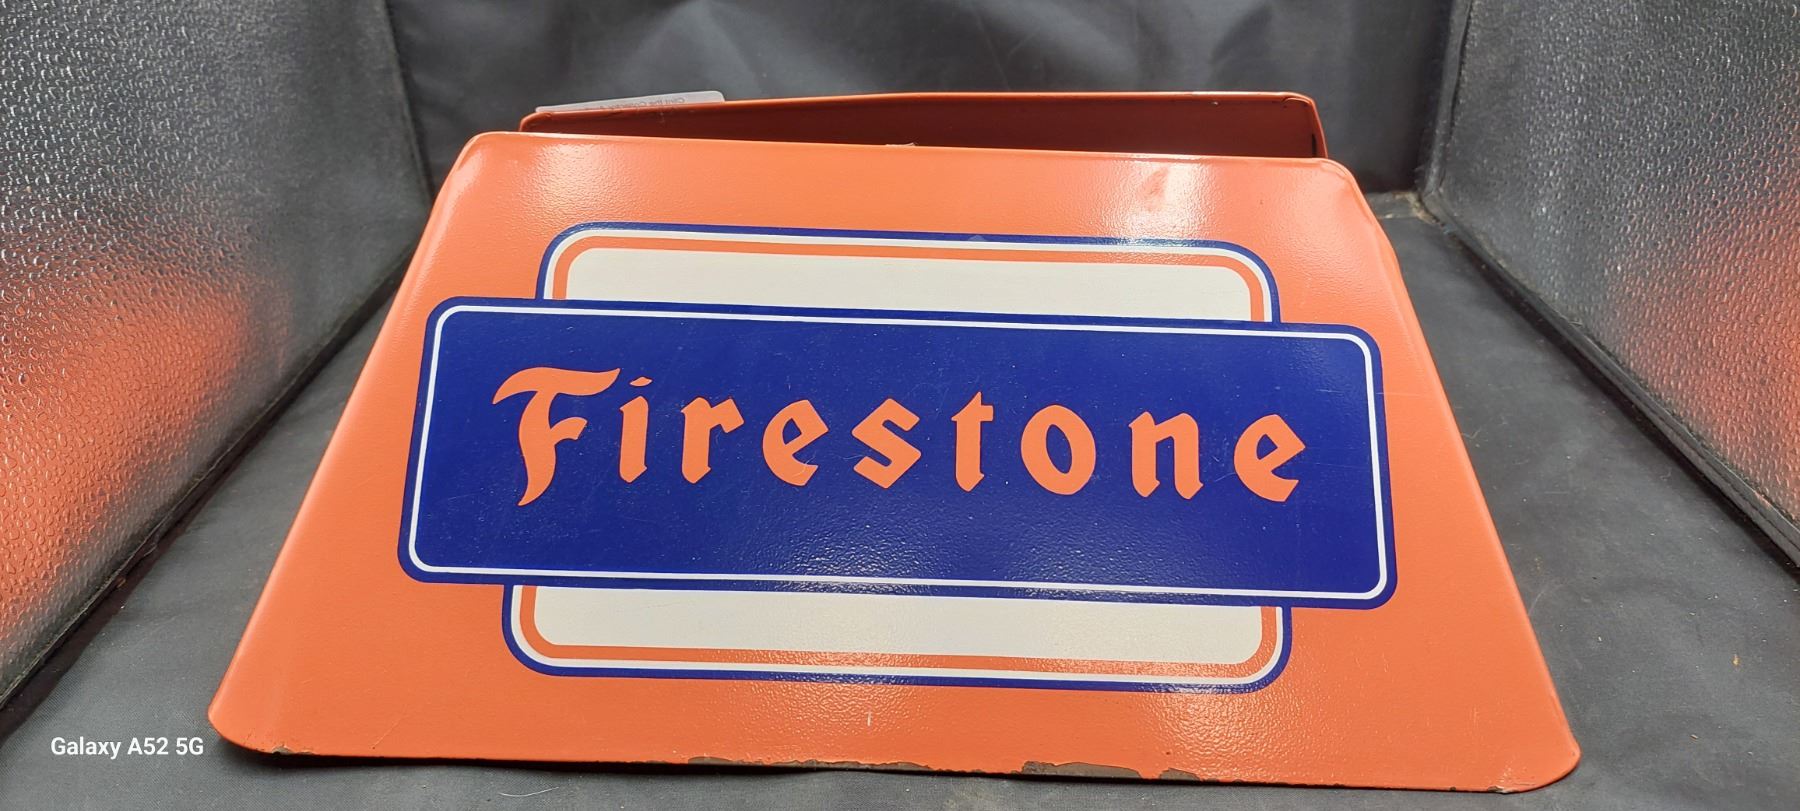 Firestone
Galaxy A52 5G